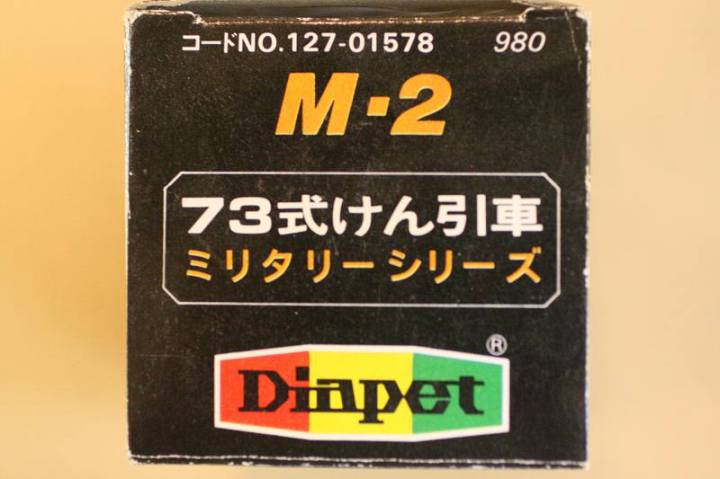 コードNO.127-01578 980
M・2
73式けん引車
ミリタリーシリーズ
Diapet ®